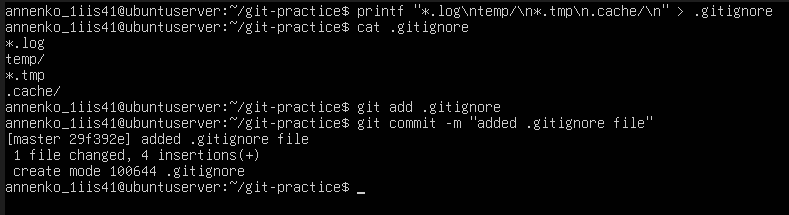 annenko_1iis41@ubuntuserver:~/git-practice$ printf "*.log\ntemp/\n*.tmp\n.cache/\n" > .gitignore
annenko_1iis41@ubuntuserver:~/git-practice$ cat .gitignore
*.log
temp/
*.tmp
.cache/
annenko_1iis41@ubuntuserver:~/git-practice$ git add .gitignore
annenko_1iis41@ubuntuserver:~/git-practice$ git commit -m "added .gitignore file"
[master 29f392e] added .gitignore file
 1 file changed, 4 insertions(+)
 create mode 100644 .gitignore
annenko_1iis41@ubuntuserver:~/git-practice$ _